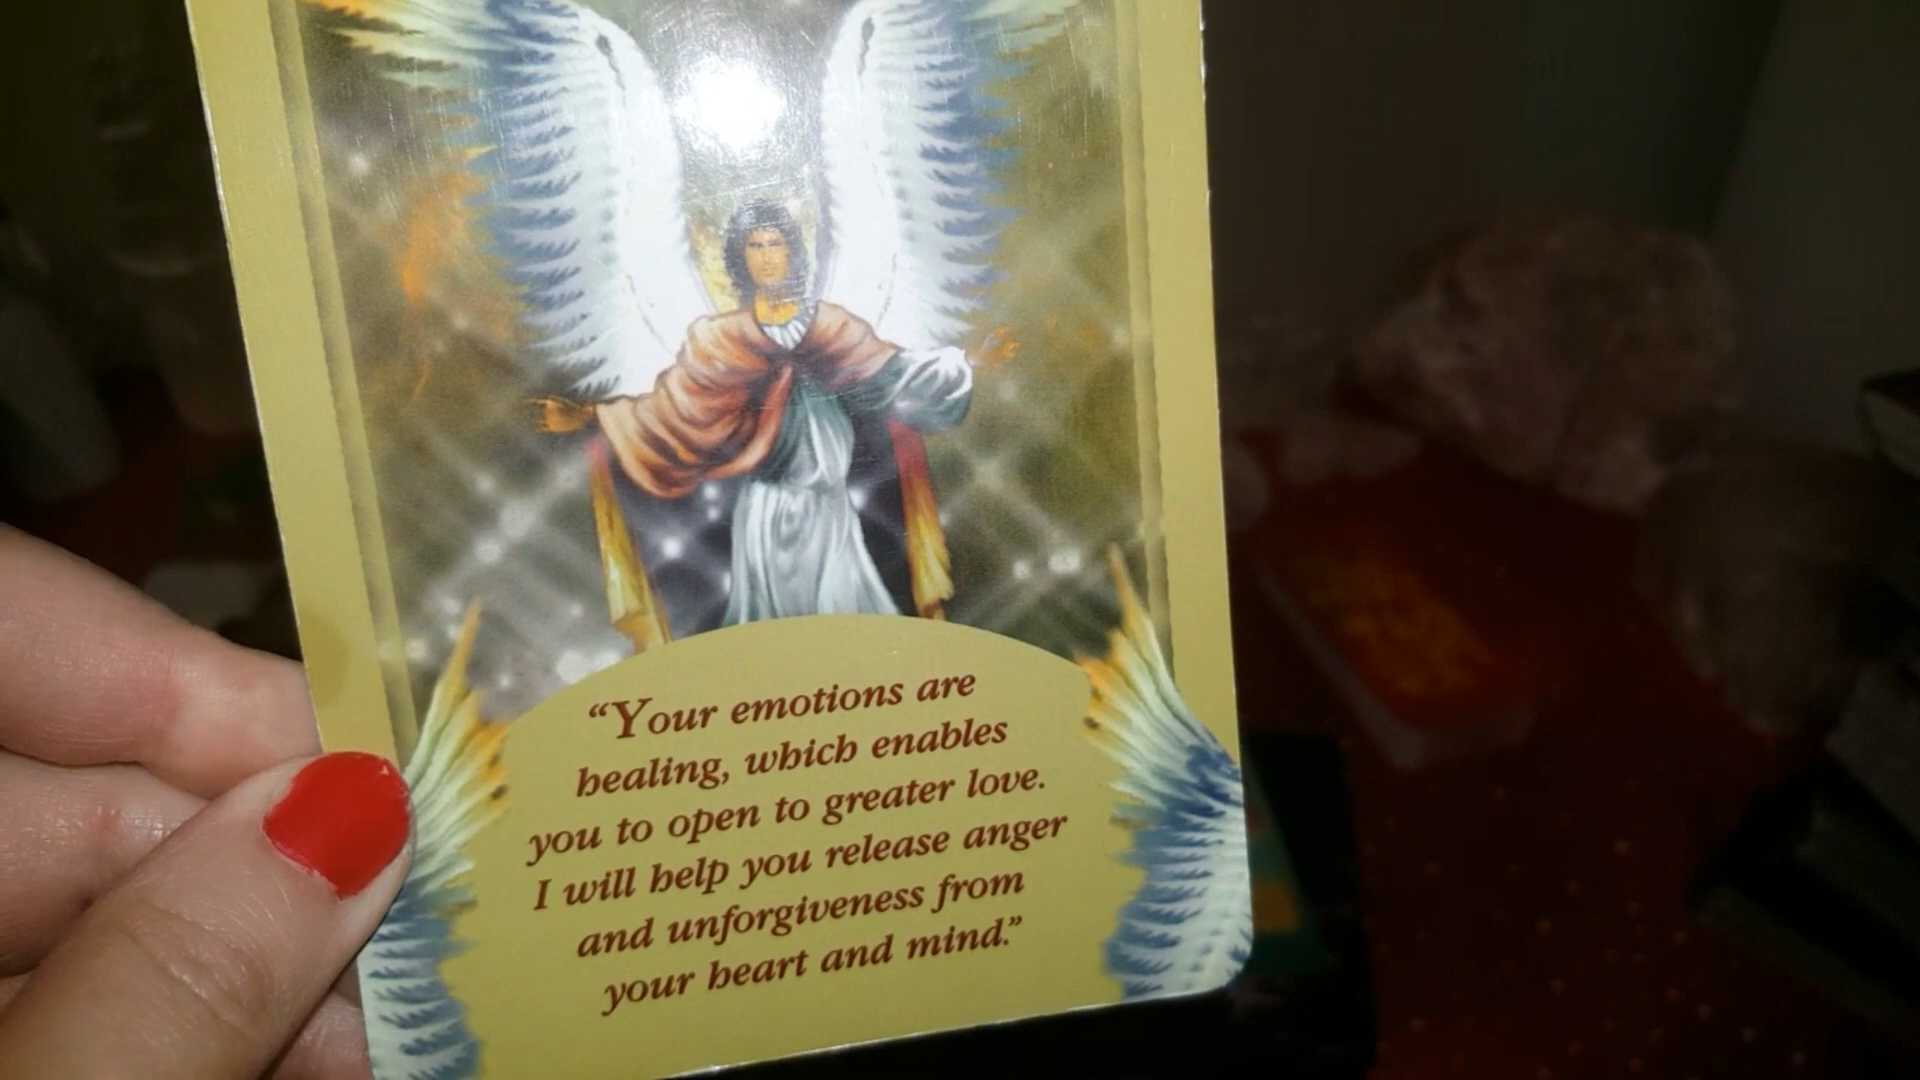 “Your emotions are
healing, which enables
you to open to greater love.
I will help you release anger
and unforgiveness from
your heart and mind.”